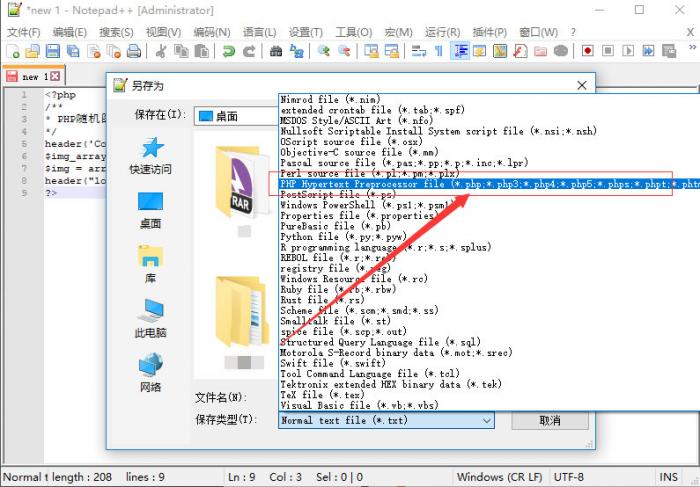 *new 1 - Notepad++ [Administrator]
文件(F) 编辑(E) 搜索(S) 视图(V) 编码(N) 语言(L) 设置(T) 工具(O) 宏(M) 运行(R) 插件(P) 窗口(W) ?
new 1
1 <?php
2 /**
3 * PHP随机
4 */
5 header('Co
6 $img_array
7 $img = arr
8 header("lo
9 ?>
另存为
保存在(I):
桌面
快速访问
桌面
库
此电脑
网络
RAR
Nimrod file (*.nim)
extended crontab file (*.tab;*.spf)
MSDOS Style/ASCII Art (*.nfo)
Nullsoft Scriptable Install System script file (*.nsi;*.nsh)
OScript source file (*.osx)
Objective-C source file (*.mm)
Pascal source file (*.pas;*.pp;*.p;*.inc;*.lpr)
Perl source file (*.pl;*.pm;*.plx)
PHP Hypertext Preprocessor file (*.php;*.php3;*.php4;*.php5;*.phps;*.phpt;*.phtm
PostScript file (*.ps)
Windows PowerShell (*.ps1;*.psm1)
Properties file (*.properties)
PureBasic file (*.pb)
Python file (*.py;*.pyw)
R programming language (*.r;*.s;*.splus)
REBOL file (*.r;*.reb)
registry file (*.reg)
Windows Resource file (*.rc)
Ruby file (*.rb;*.rbw)
Rust file (*.rs)
Scheme file (*.scm;*.smd;*.ss)
Smalltalk file (*.st)
spice file (*.scp;*.out)
Structured Query Language file (*.sql)
Motorola S-Record binary data (*.mot;*.srec)
Swift file (*.swift)
Tool Command Language file (*.tcl)
Tektronix extended HEX binary data (*.tek)
TeX file (*.tex)
Visual Basic file (*.vb;*.vbs)
文件名(N):
保存类型(T):
Normal text file (*.txt)
取消
Normal t length : 208 lines : 9 Ln : 9 Col : 3 Sel : 0 | 0 Windows (CR LF) UTF-8 INS